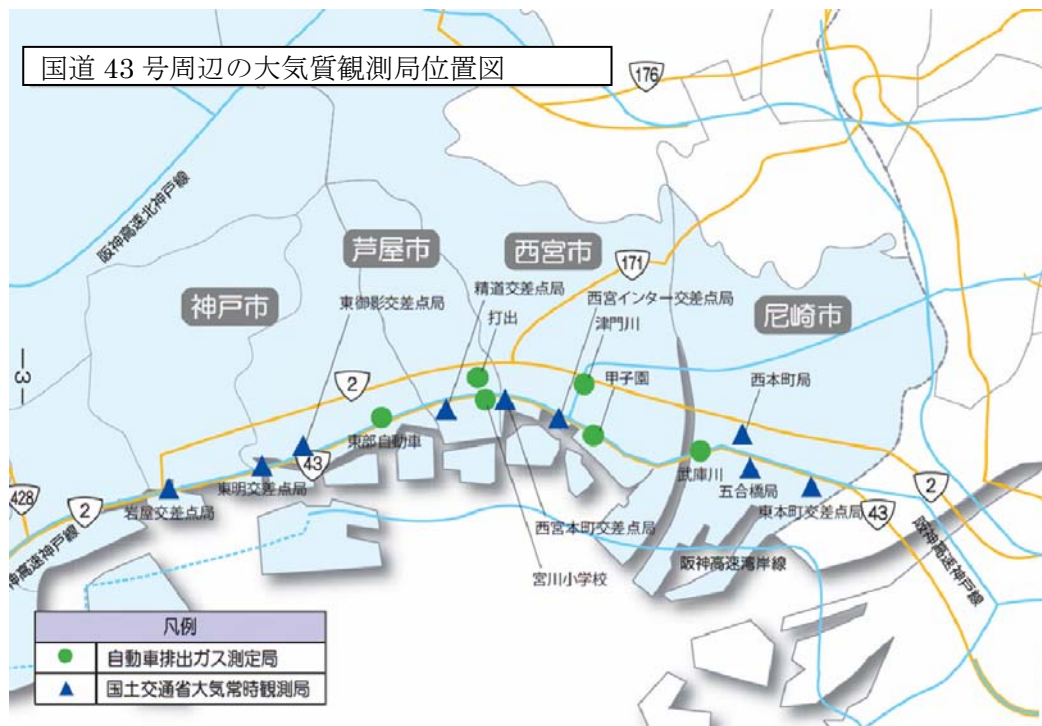 国道 43 号周辺の大気質観測局位置図
176
阪神高速北神戸線
芦屋市
西宮市
171
神戸市
東御影交差点局
精道交差点局
打出
西宮インター交差点局
津門川
尼崎市
―3―
2
甲子園
西本町局
東部自動車
43
武庫川
東明交差点局
五合橋局
428
2
岩屋交差点局
東本町交差点局
2
43
西宮本町交差点局
宮川小学校
阪神高速湾岸線
神高速神戸線
阪神高速神戸線
凡例
自動車排出ガス測定局
国土交通省大気常時観測局